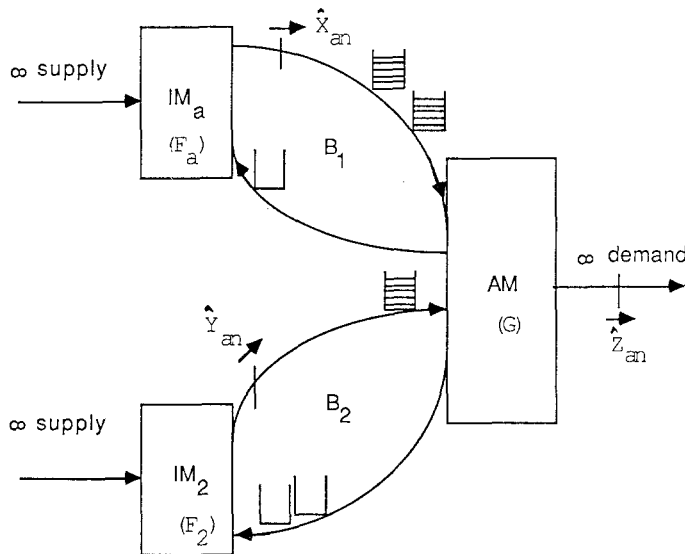 X̂ₐₙ
∞ supply
IMₐ
(Fₐ)
B₁
∞ demand
AM
(G)
Ẑₐₙ
Ŷₐₙ
B₂
∞ supply
IM₂
(F₂)